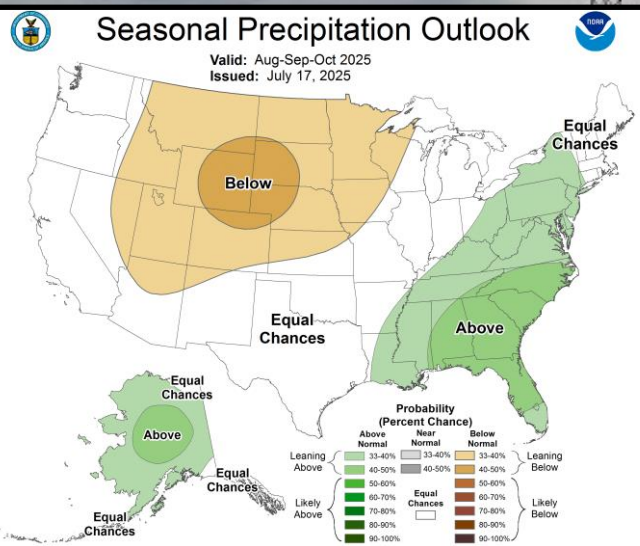 Seasonal Precipitation Outlook
NOAA
Valid: Aug-Sep-Oct 2025
Issued: July 17, 2025
Equal
Chances
Below
Equal
Chances
Above
Equal
Chances
Above
Equal
Chances
Equal
Chances
Probability
(Percent Chance)
Above
Normal
Near
Normal
Below
Normal
Leaning
Above
33-40%
40-50%
33-40%
40-50%
33-40%
40-50%
Leaning
Below
Likely
Above
50-60%
60-70%
70-80%
80-90%
90-100%
Equal
Chances
50-60%
60-70%
70-80%
80-90%
90-100%
Likely
Below